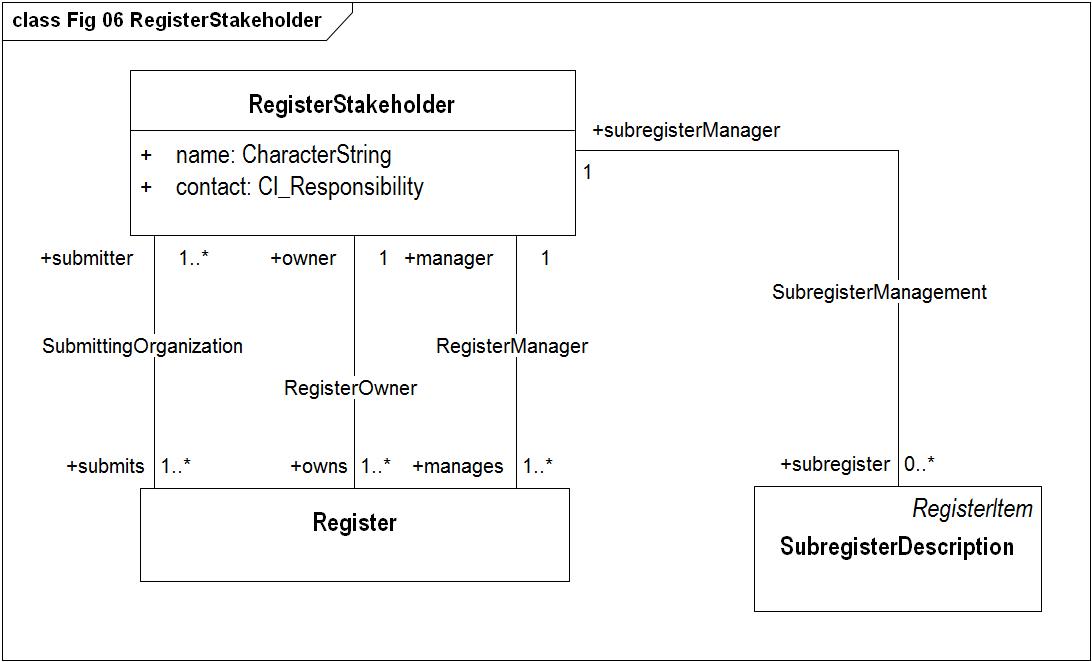 class Fig 06 RegisterStakeholder
RegisterStakeholder
+ name: CharacterString
+ contact: CI_Responsibility
+subregisterManager
1
+submitter 1..* +owner 1 +manager 1
SubregisterManagement
SubmittingOrganization RegisterManager
RegisterOwner
+submits 1..* +owns 1..* +manages 1..* +subregister 0..*
Register
RegisterItem
SubregisterDescription